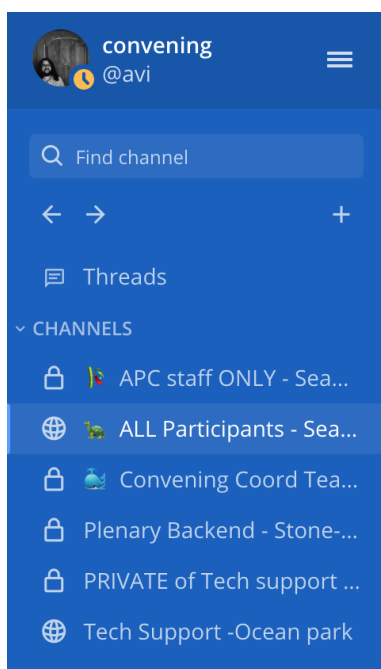 convening
@avi
Find channel
Threads
CHANNELS
APC staff ONLY - Sea...
ALL Participants - Sea...
Convening Coord Tea...
Plenary Backend - Stone-...
PRIVATE of Tech support ...
Tech Support -Ocean park